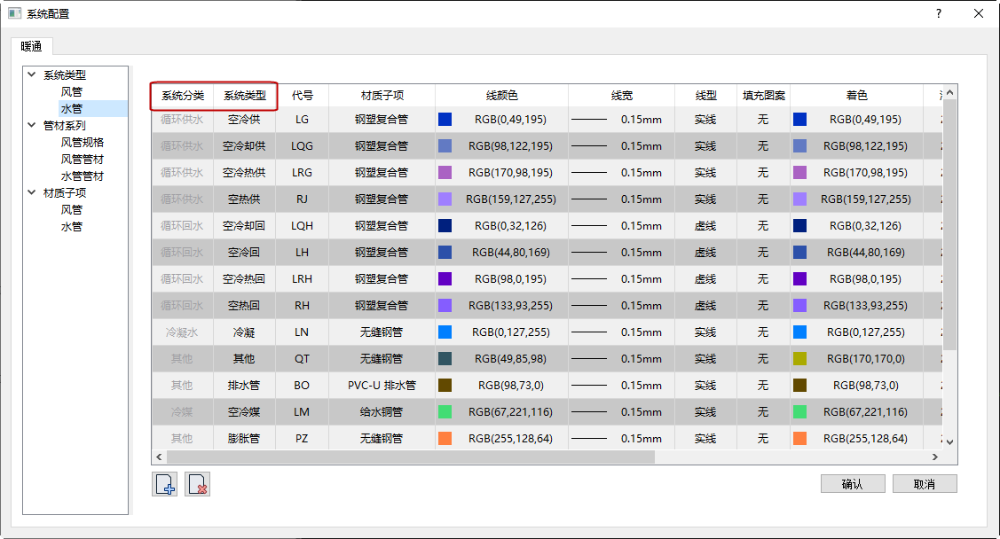 系统配置
?
暖通
系统类型
风管
水管
管材系列
风管规格
风管管材
水管管材
材质子项
风管
水管
系统分类 系统类型 代号 材质子项 线颜色 线宽 线型 填充图案 着色
循环供水 空冷供 LG 钢塑复合管 RGB(0,49,195) 0.15mm 实线 无 RGB(0,49,195)
循环供水 空冷却供 LQG 钢塑复合管 RGB(98,122,195) 0.15mm 实线 无 RGB(98,122,195)
循环供水 空冷热供 LRG 钢塑复合管 RGB(170,98,195) 0.15mm 实线 无 RGB(170,98,195)
循环供水 空热供 RJ 钢塑复合管 RGB(159,127,255) 0.15mm 实线 无 RGB(159,127,255)
循环回水 空冷却回 LQH 钢塑复合管 RGB(0,32,126) 0.15mm 虚线 无 RGB(0,32,126)
循环回水 空冷回 LH 钢塑复合管 RGB(44,80,169) 0.15mm 虚线 无 RGB(44,80,169)
循环回水 空冷热回 LRH 钢塑复合管 RGB(98,0,195) 0.15mm 虚线 无 RGB(98,0,195)
循环回水 空热回 RH 钢塑复合管 RGB(133,93,255) 0.15mm 虚线 无 RGB(133,93,255)
冷凝水 冷凝 LN 无缝钢管 RGB(0,127,255) 0.15mm 实线 无 RGB(0,127,255)
其他 其他 QT 无缝钢管 RGB(49,85,98) 0.15mm 实线 无 RGB(170,170,0)
其他 排水管 BO PVC-U 排水管 RGB(98,73,0) 0.15mm 实线 无 RGB(98,73,0)
冷媒 空冷媒 LM 给水铜管 RGB(67,221,116) 0.15mm 实线 无 RGB(67,221,116)
其他 膨胀管 PZ 无缝钢管 RGB(255,128,64) 0.15mm 实线 无 RGB(255,128,64)
确认 取消